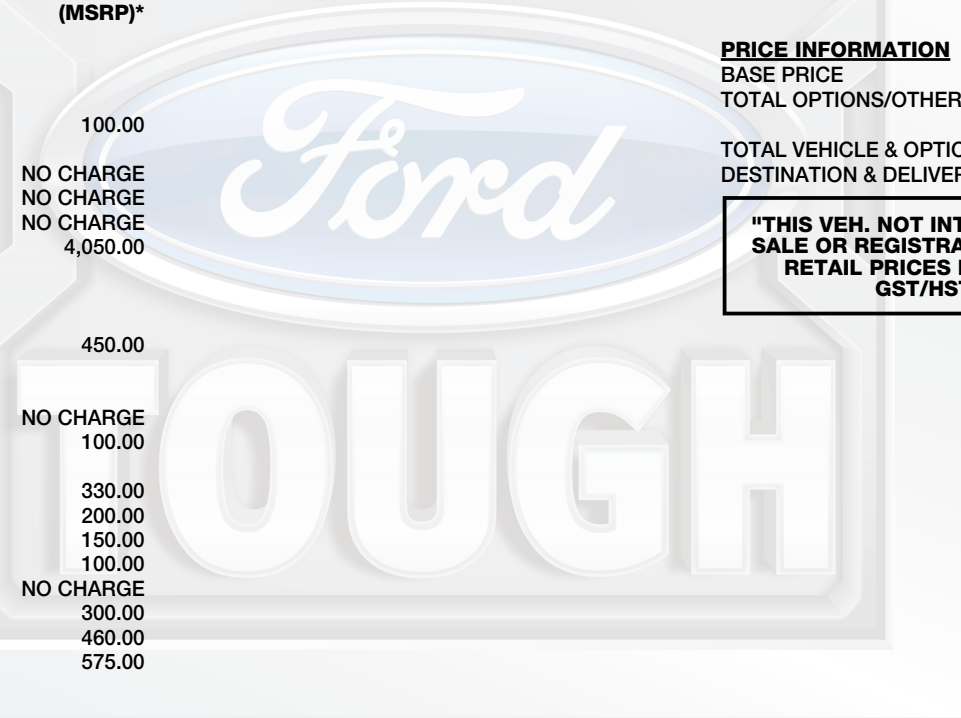 (MSRP)*
100.00
NO CHARGE
NO CHARGE
NO CHARGE
4,050.00
450.00
NO CHARGE
100.00
330.00
200.00
150.00
100.00
NO CHARGE
300.00
460.00
575.00
Ford
TOUGH
PRICE INFORMATION
BASE PRICE
TOTAL OPTIONS/OTHER
TOTAL VEHICLE & OPTIO
DESTINATION & DELIVER
"THIS VEH. NOT INT
SALE OR REGISTRA
RETAIL PRICES
GST/HST